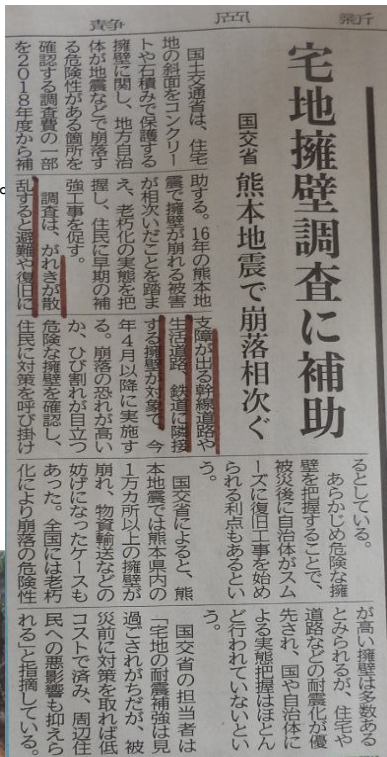 静岡新
宅地擁壁調査に補助
国交省 熊本地震で崩落相次ぐ
国土交通省は、住宅
地の斜面をコンクリー
トや石積みで保護する
擁壁に関し、地方自治
体が地震などで崩落す
る危険性がある箇所を
確認する調査費の一部
を2018年度から補
助する。16年の熊本地
震で擁壁が崩れる被害
が相次いだことを踏ま
え、老朽化の実態を把
握し、住民に早期の補
強工事を促す。
調査は、がれきが散
乱すると避難や復旧に
支障が出る幹線道路や
生活道路、鉄道に隣接
する擁壁が対象で、今
年4月以降に実施す
る。崩落の恐れが高い
か、ひび割れが目立つ
危険な擁壁を確認し、
住民に対策を呼び掛け
るとしている。
あらかじめ危険な擁
壁を把握することで、
被災後に自治体がスム
ーズに復旧工事を始め
られる利点もあるとい
う。
国交省によると、熊
本地震では熊本県内の
1万カ所以上の擁壁が
崩れ、物資輸送などの
妨げになったケースも
あった。全国には老朽
化により崩落の危険性
が高い擁壁は多数ある
とみられるが、住宅や
道路などの耐震化が優
先され、国や自治体に
よる実態把握はほとん
ど行われていないとい
う。
国交省の担当者は
「宅地の耐震補強は見
過ごされがちだが、被
災前に対策を取れば低
コストで済み、周辺住
民への悪影響も抑えら
れる」と指摘している。